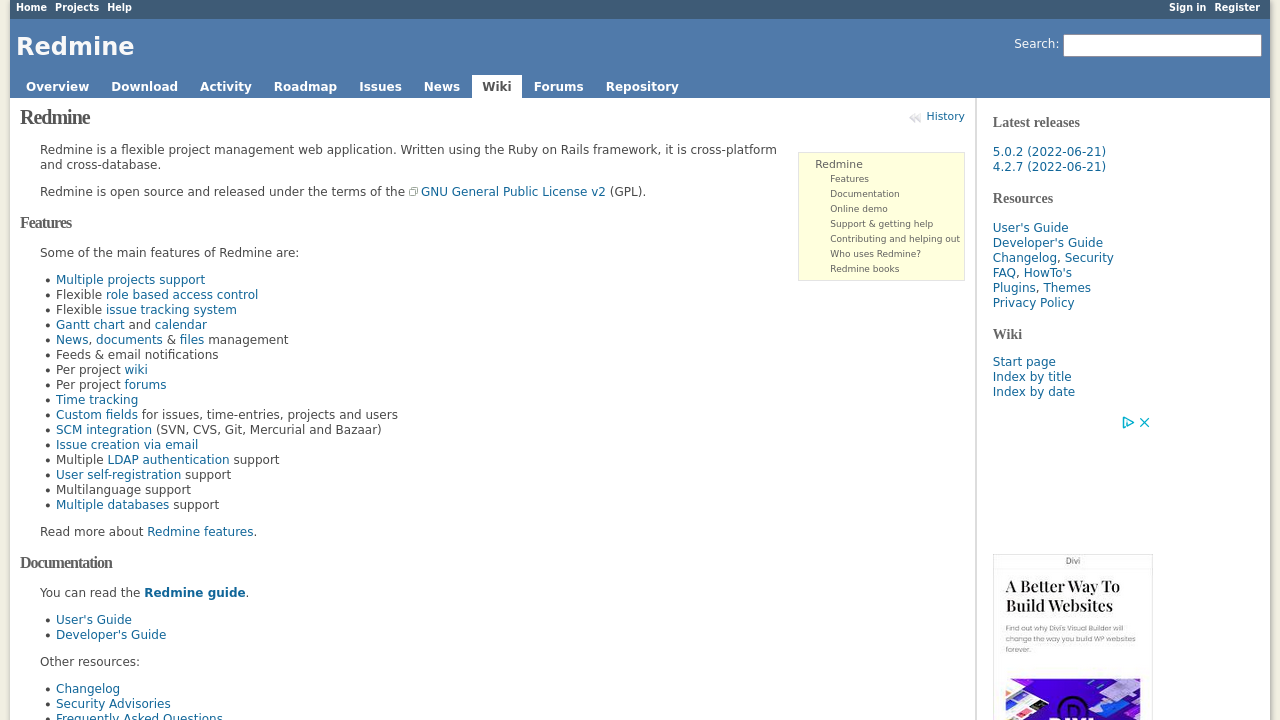 Home Projects Help
Sign in Register
Redmine
Search:
Overview Download Activity Roadmap Issues News Wiki Forums Repository
Redmine
History
Redmine is a flexible project management web application. Written using the Ruby on Rails framework, it is cross-platform
and cross-database.
Redmine is open source and released under the terms of the GNU General Public License v2 (GPL).
Redmine
Features
Documentation
Online demo
Support & getting help
Contributing and helping out
Who uses Redmine?
Redmine books
Features
Some of the main features of Redmine are:
Multiple projects support
Flexible role based access control
Flexible issue tracking system
Gantt chart and calendar
News, documents & files management
Feeds & email notifications
Per project wiki
Per project forums
Time tracking
Custom fields for issues, time-entries, projects and users
SCM integration (SVN, CVS, Git, Mercurial and Bazaar)
Issue creation via email
Multiple LDAP authentication support
User self-registration support
Multilanguage support
Multiple databases support
Read more about Redmine features.
Documentation
You can read the Redmine guide.
User's Guide
Developer's Guide
Other resources:
Changelog
Security Advisories
Frequently Asked Questions
Latest releases
5.0.2 (2022-06-21)
4.2.7 (2022-06-21)
Resources
User's Guide
Developer's Guide
Changelog, Security
FAQ, HowTo's
Plugins, Themes
Privacy Policy
Wiki
Start page
Index by title
Index by date
Divi
A Better Way To
Build Websites
Find out why Divi's Visual Builder will
change the way you build WP websites
forever.
DIVI